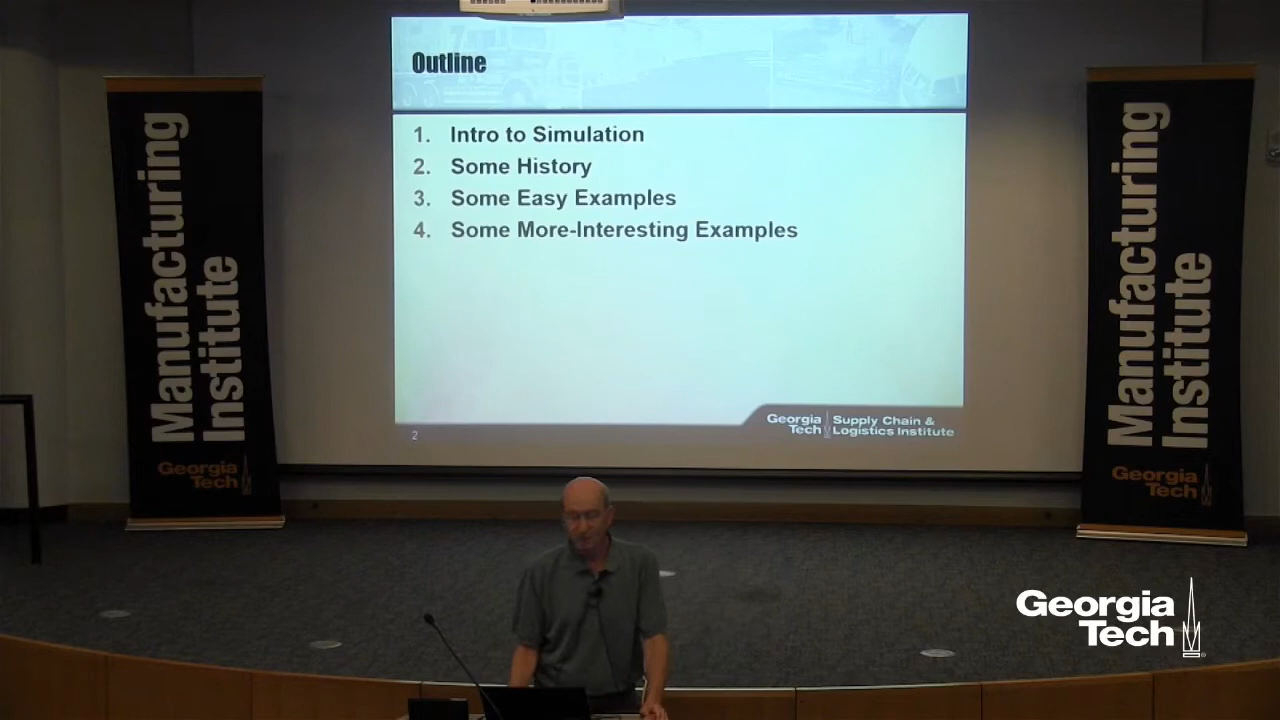 Outline
1. Intro to Simulation
2. Some History
3. Some Easy Examples
4. Some More-Interesting Examples
2
Georgia
Tech
Supply Chain &
Logistics Institute
Manufacturing
Institute
Georgia
Tech
Manufacturing
Institute
Georgia
Tech
Georgia
Tech